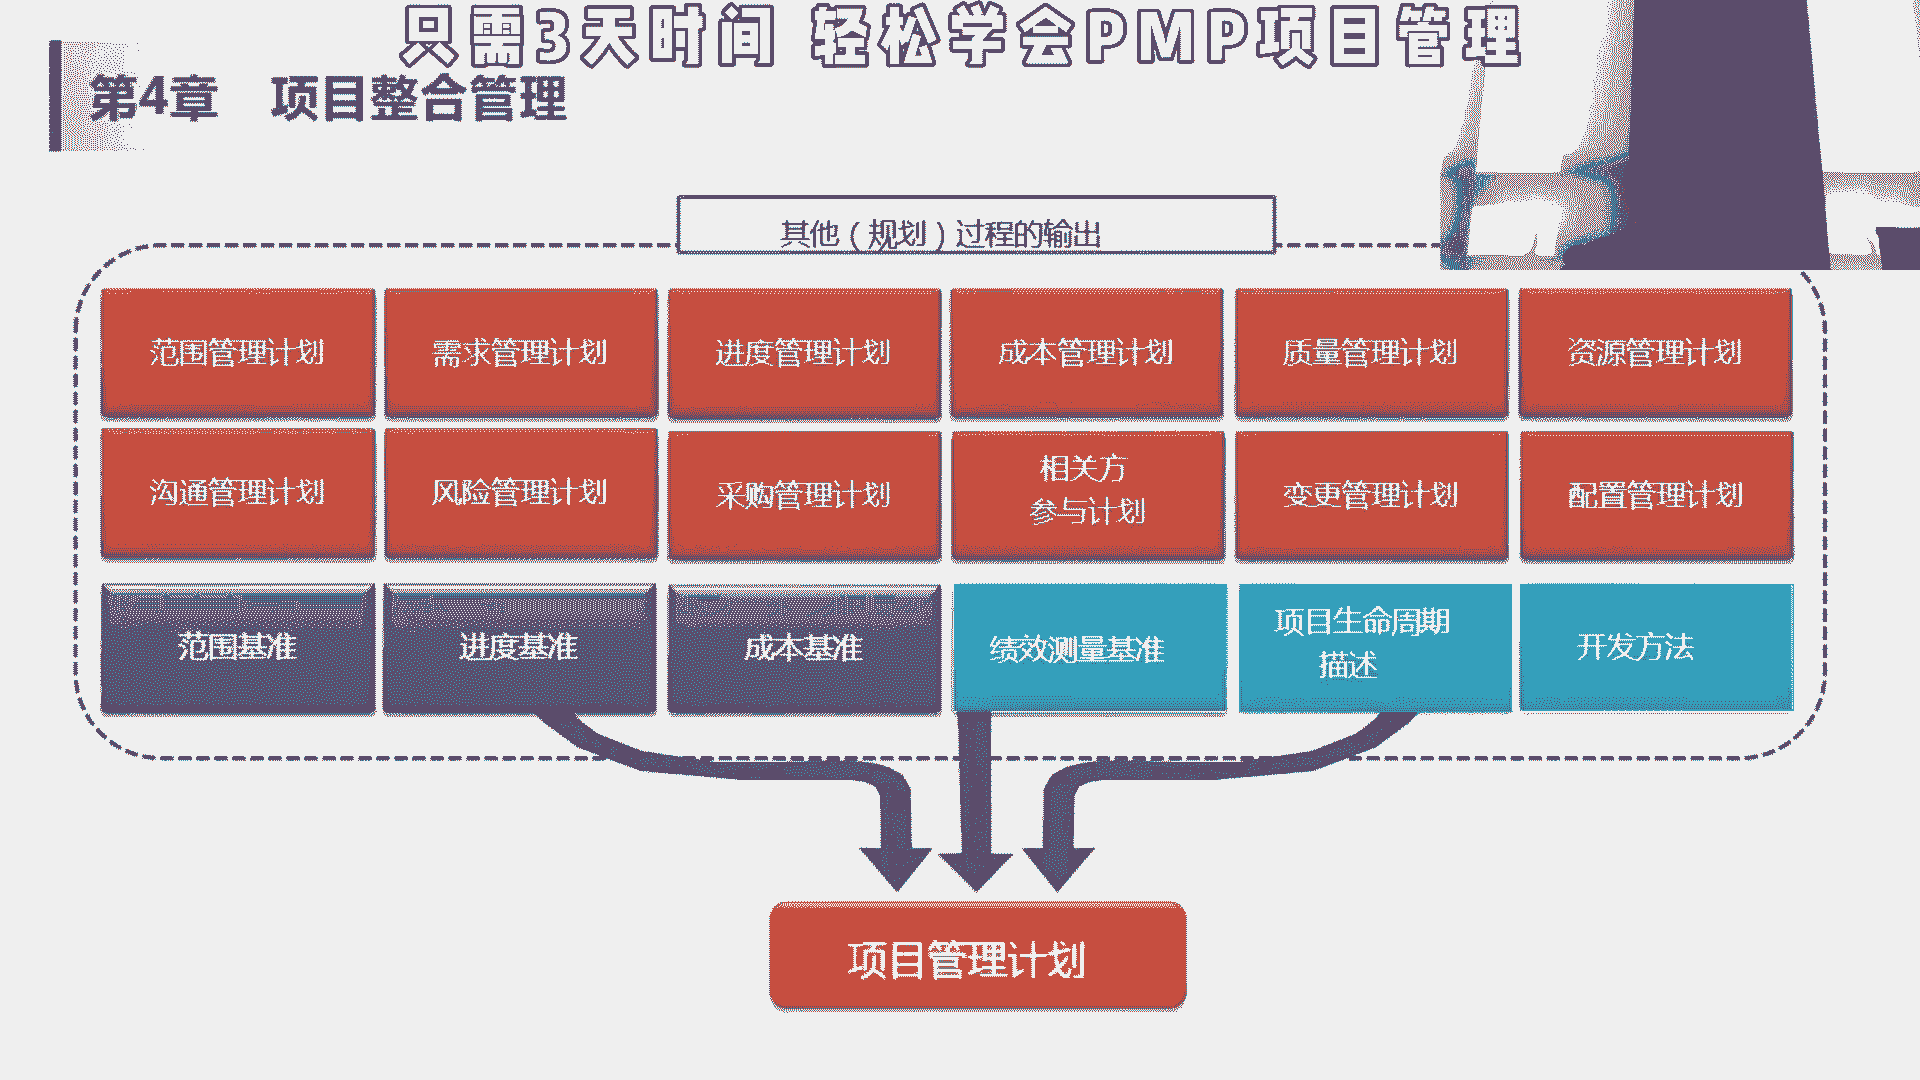 只需3天时间 轻松学会PMP项目管理
第4章 项目整合管理
其他（规划）过程的输出
范围管理计划
需求管理计划
进度管理计划
成本管理计划
质量管理计划
资源管理计划
沟通管理计划
风险管理计划
采购管理计划
相关方
参与计划
变更管理计划
配置管理计划
范围基准
进度基准
成本基准
绩效测量基准
项目生命周期
描述
开发方法
项目管理计划